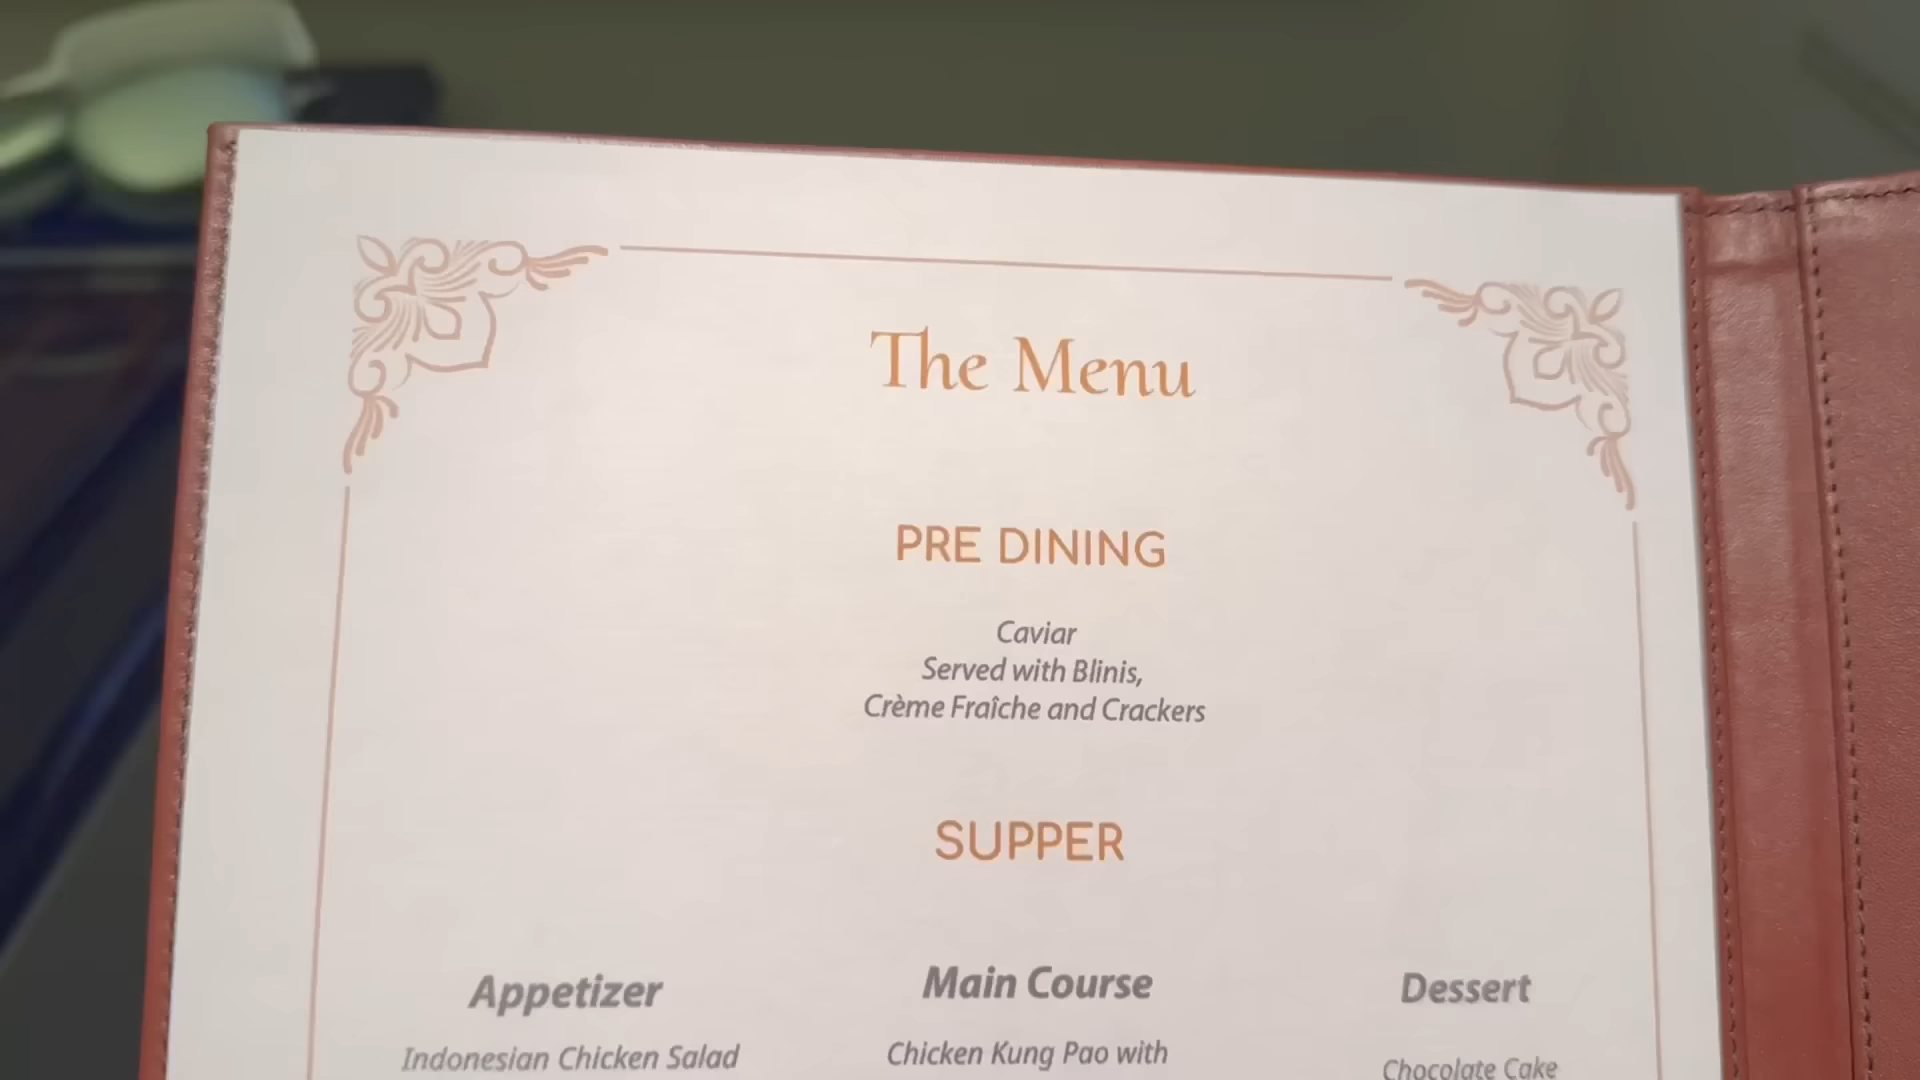 The Menu
PRE DINING
Caviar
Served with Blinis,
Crème Fraîche and Crackers
SUPPER
Appetizer
Indonesian Chicken Salad
Main Course
Chicken Kung Pao with
Dessert
Chocolate Cake